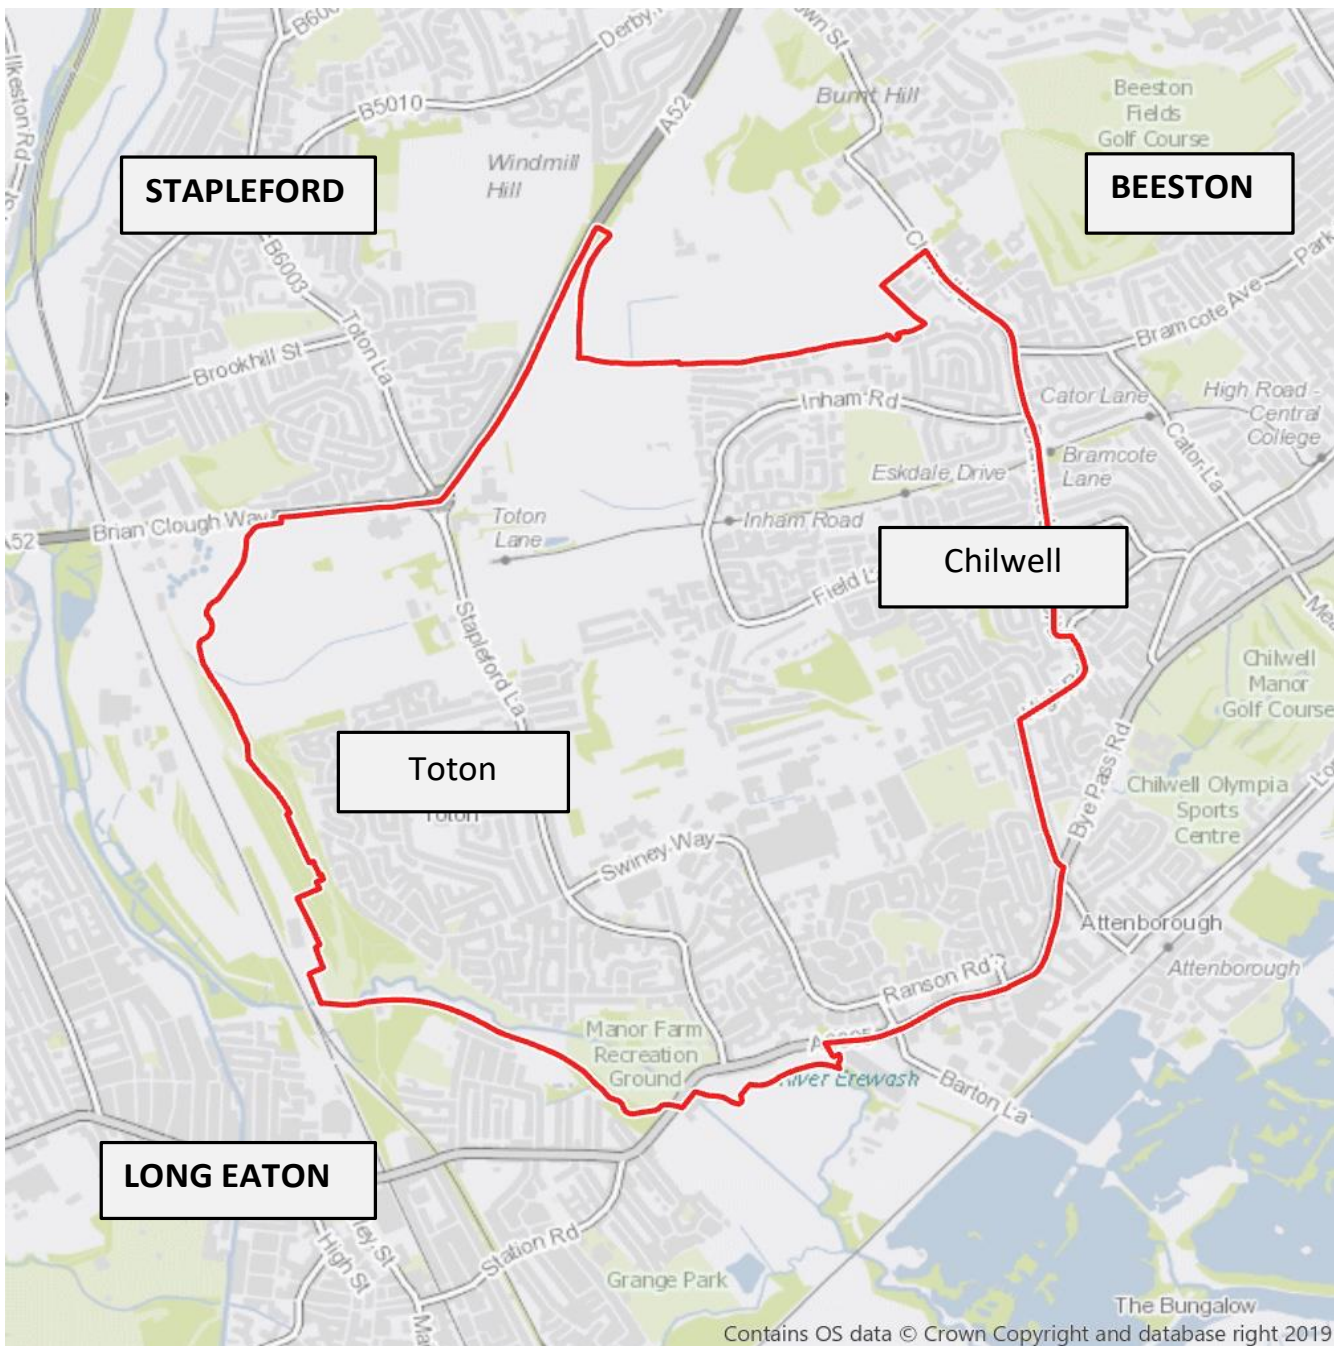 Ilkeston Rd
Derby
B5010
A52
Burnt Hill
Beeston
Fields
Golf Course
Windmill
Hill
STAPLEFORD
BEESTON
B6003
Toton La
Brookhill St
Park
Bramcote Ave
Inham Rd
Cator Lane
High Road -
Central
College
Bramcote
Lane
Cator La
Eskdale Drive
Inham Road
Toton
Lane
Brian Clough Way
Chilwell
Field L
Stapleford La
Chilwell
Manor
Golf Course
Toton
Toton
Bye Pass Rd
Chilwell Olympia
Sports
Centre
Swiney Way
Attenborough
Attenborough
Ranson Rd
Manor Farm
Recreation
Ground
River Erewash
Barton La
LONG EATON
High St
Station Rd
Grange Park
The Bungalow
Contains OS data © Crown Copyright and database right 2019